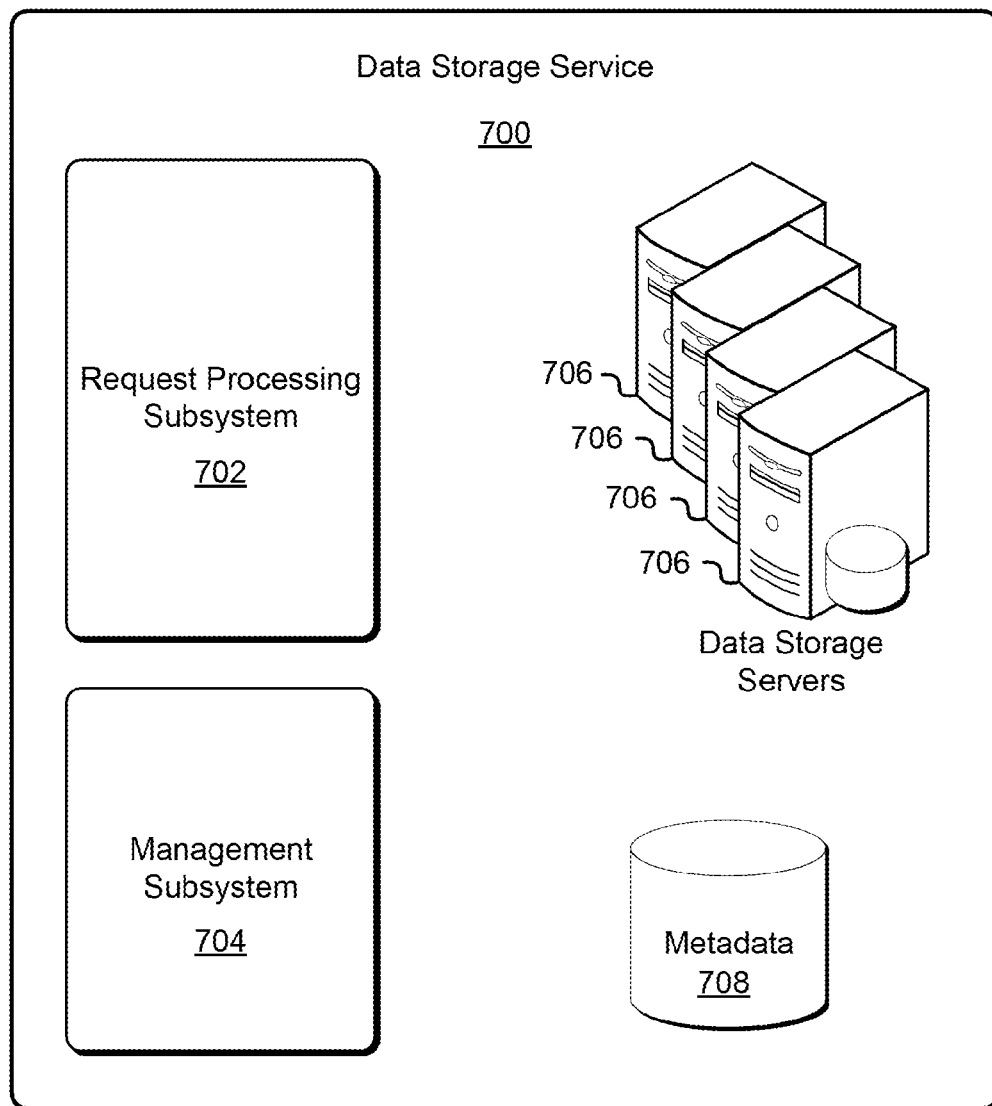 Data Storage Service
700
Request Processing
Subsystem
702
706
706
706
706
Data Storage
Servers
Management
Subsystem
704
Metadata
708